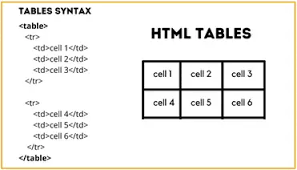 TABLES SYNTAX
<table>
<tr>
<td>cell 1</td>
<td>cell 2</td>
<td>cell 3</td>
</tr>
<tr>
<td>cell 4</td>
<td>cell 5</td>
<td>cell 6</td>
</tr>
</table>
HTML TABLES
cell 1 cell 2 cell 3
cell 4 cell 5 cell 6